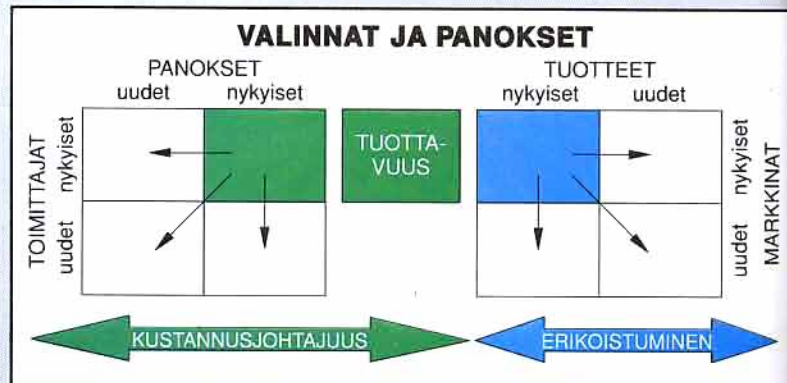 VALINNAT JA PANOKSET
PANOKSET
uudet nykyiset
TUOTTEET
nykyiset uudet
TOIMITTAJAT
nykyiset
uudet
TUOTTA-
VUUS
nykyiset
uudet
MARKKINAT
KUSTANNUSJOHTAJUUS
ERIKOISTUMINEN